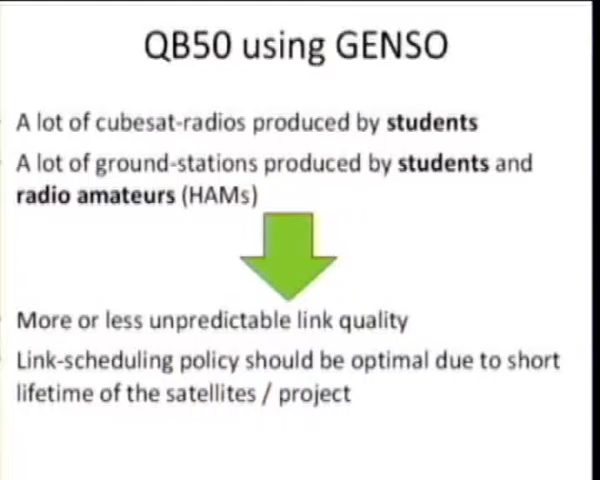 QB50 using GENSO
A lot of cubesat-radios produced by students
A lot of ground-stations produced by students and
radio amateurs (HAMs)
More or less unpredictable link quality
Link-scheduling policy should be optimal due to short
lifetime of the satellites / project